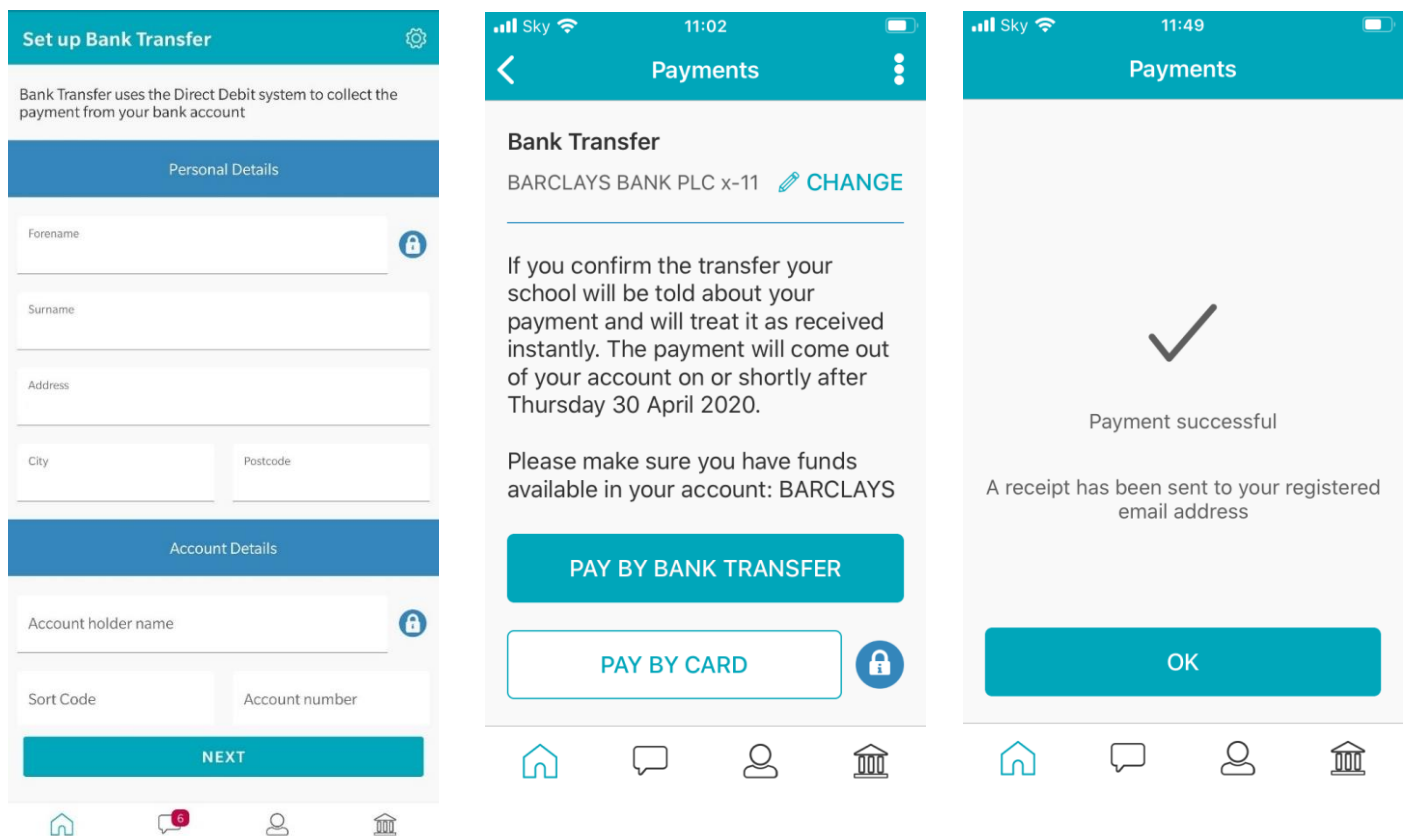 Set up Bank Transfer
Bank Transfer uses the Direct Debit system to collect the
payment from your bank account
Personal Details
Forename
Surname
Address
City
Postcode
Account Details
Account holder name
Sort Code
Account number
NEXT
6
Sky
11:02
Payments
Bank Transfer
BARCLAYS BANK PLC x-11
CHANGE
If you confirm the transfer your
school will be told about your
payment and will treat it as received
instantly. The payment will come out
of your account on or shortly after
Thursday 30 April 2020.
Please make sure you have funds
available in your account: BARCLAYS
PAY BY BANK TRANSFER
PAY BY CARD
Sky
11:49
Payments
Payment successful
A receipt has been sent to your registered
email address
OK